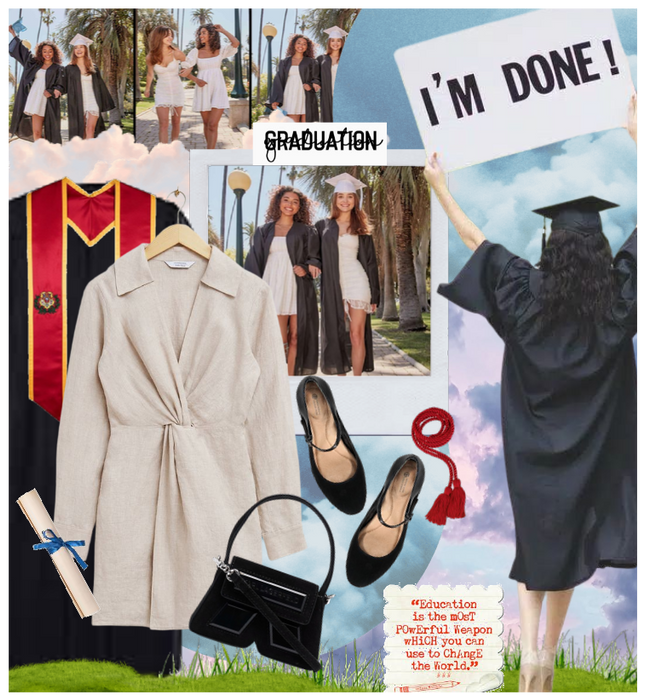 I'M DONE!
GRADUATION
“Education
is the mOsT
POwErful Weapon
wHiCH you can
use to ChAngE
the World.”